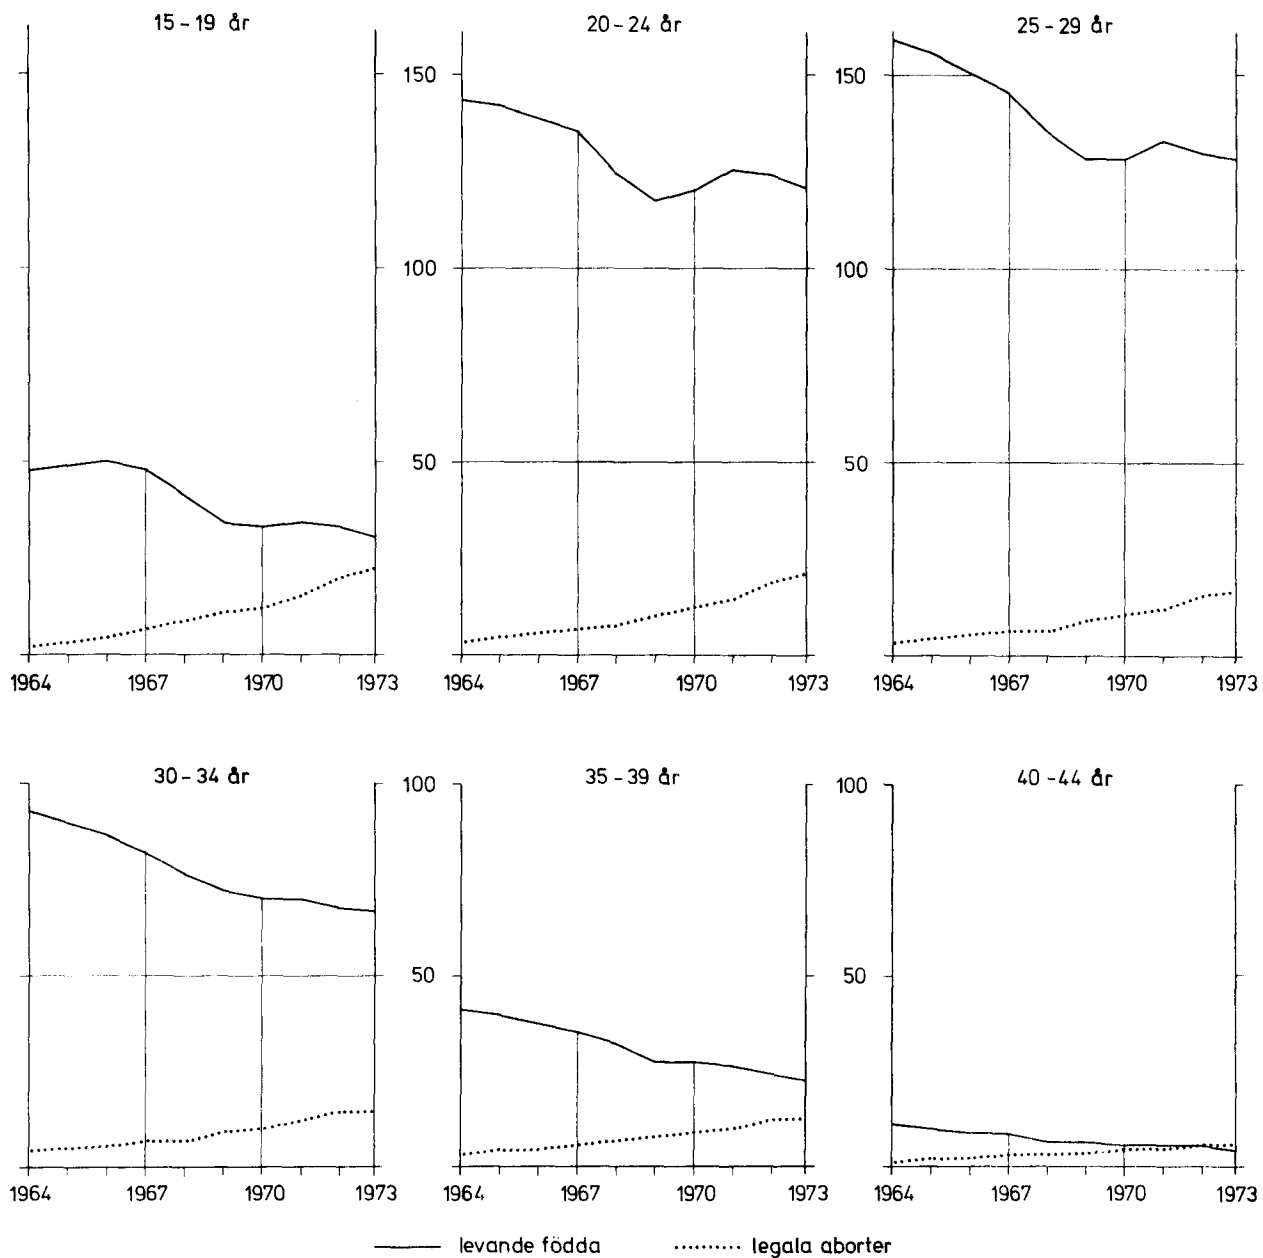 15 - 19 år
20 - 24 år
25 - 29 år
150
150
100
100
50
50
1964 1967 1970 1973
1964 1967 1970 1973
1964 1967 1970 1973
30 - 34 år
35 - 39 år
40 - 44 år
100
100
50
50
1964 1967 1970 1973
1964 1967 1970 1973
1964 1967 1970 1973
levande födda
legala aborter